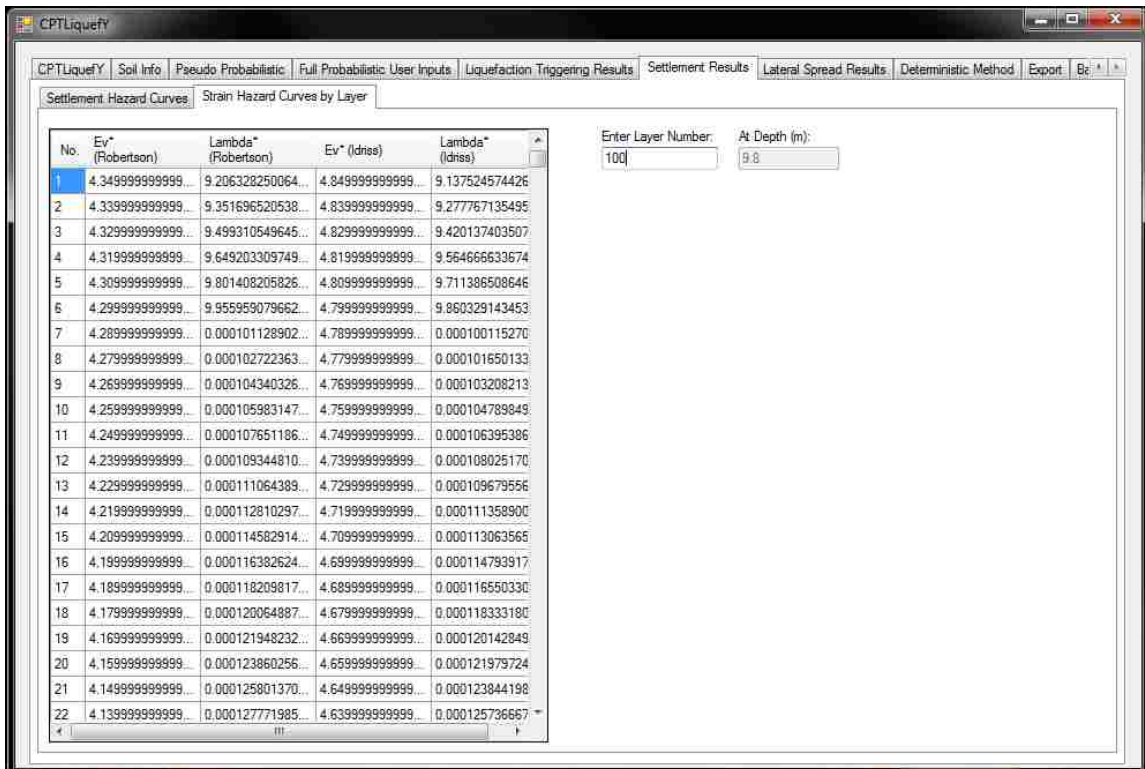 CPTLiquefY
CPTLiquefY Soil Info Pseudo Probabilistic Full Probabilistic User Inputs Liquefaction Triggering Results Settlement Results Lateral Spread Results Deterministic Method Export Ba
Settlement Hazard Curves Strain Hazard Curves by Layer
No. Ev^ (Robertson) Lambda^ (Robertson) Ev^ (Idriss) Lambda^ (Idriss)
Enter Layer Number: At Depth (m):
100 9.8
1 4.349999999999... 9.206328250064... 4.849999999999... 9.137524574426
2 4.339999999999... 9.351696520538... 4.839999999999... 9.277767135495
3 4.329999999999... 9.499310549645... 4.829999999999... 9.420137403507
4 4.319999999999... 9.649203309749... 4.819999999999... 9.564666633674
5 4.309999999999... 9.801408205826... 4.809999999999... 9.711386508646
6 4.299999999999... 9.955959079662... 4.799999999999... 9.860329143453
7 4.289999999999... 0.000101128902... 4.789999999999... 0.000100115270
8 4.279999999999... 0.000102722363... 4.779999999999... 0.000101650133
9 4.269999999999... 0.000104340326... 4.769999999999... 0.000103208213
10 4.259999999999... 0.000105983147... 4.759999999999... 0.000104789849
11 4.249999999999... 0.000107651186... 4.749999999999... 0.000106395386
12 4.239999999999... 0.000109344810... 4.739999999999... 0.000108025170
13 4.229999999999... 0.000111064389... 4.729999999999... 0.000109679556
14 4.219999999999... 0.000112810297... 4.719999999999... 0.000111358900
15 4.209999999999... 0.000114582914... 4.709999999999... 0.000113063565
16 4.199999999999... 0.000116382624... 4.699999999999... 0.000114793917
17 4.189999999999... 0.000118209817... 4.689999999999... 0.000116550330
18 4.179999999999... 0.000120064887... 4.679999999999... 0.000118333180
19 4.169999999999... 0.000121948232... 4.669999999999... 0.000120142849
20 4.159999999999... 0.000123860256... 4.659999999999... 0.000121979724
21 4.149999999999... 0.000125801370... 4.649999999999... 0.000123844198
22 4.139999999999... 0.000127771985... 4.639999999999... 0.000125736667